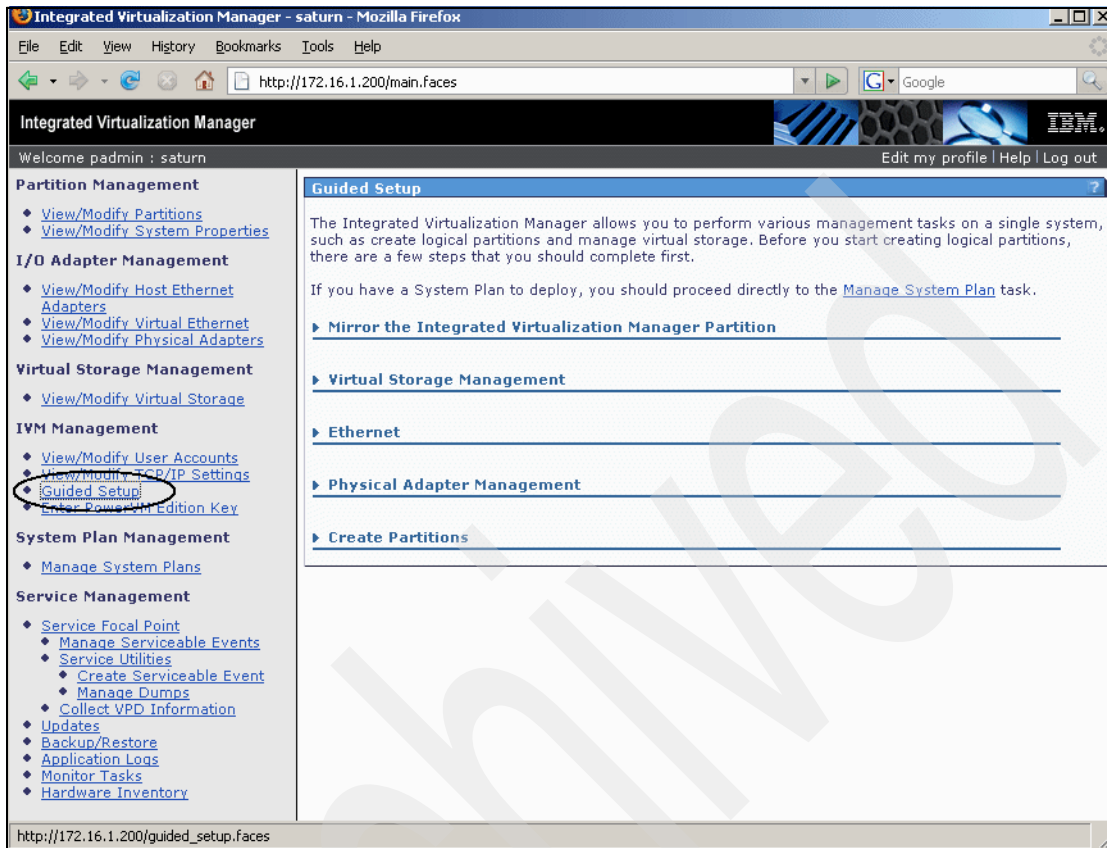 Integrated Virtualization Manager - saturn - Mozilla Firefox
File Edit View History Bookmarks Tools Help
http://172.16.1.200/main.faces
G Google
Integrated Virtualization Manager
IBM.
Welcome padmin : saturn
Edit my profile | Help | Log out
Partition Management
View/Modify Partitions
View/Modify System Properties
I/O Adapter Management
View/Modify Host Ethernet
Adapters
View/Modify Virtual Ethernet
View/Modify Physical Adapters
Virtual Storage Management
View/Modify Virtual Storage
IVM Management
View/Modify User Accounts
View/Modify TCP/IP Settings
Guided Setup
Enter PowerVM Edition Key
System Plan Management
Manage System Plans
Service Management
Service Focal Point
Manage Serviceable Events
Service Utilities
Create Serviceable Event
Manage Dumps
Collect VPD Information
Updates
Backup/Restore
Application Logs
Monitor Tasks
Hardware Inventory
Guided Setup
?
The Integrated Virtualization Manager allows you to perform various management tasks on a single system,
such as create logical partitions and manage virtual storage. Before you start creating logical partitions,
there are a few steps that you should complete first.
If you have a System Plan to deploy, you should proceed directly to the Manage System Plan task.
Mirror the Integrated Virtualization Manager Partition
Virtual Storage Management
Ethernet
Physical Adapter Management
Create Partitions
http://172.16.1.200/guided_setup.faces